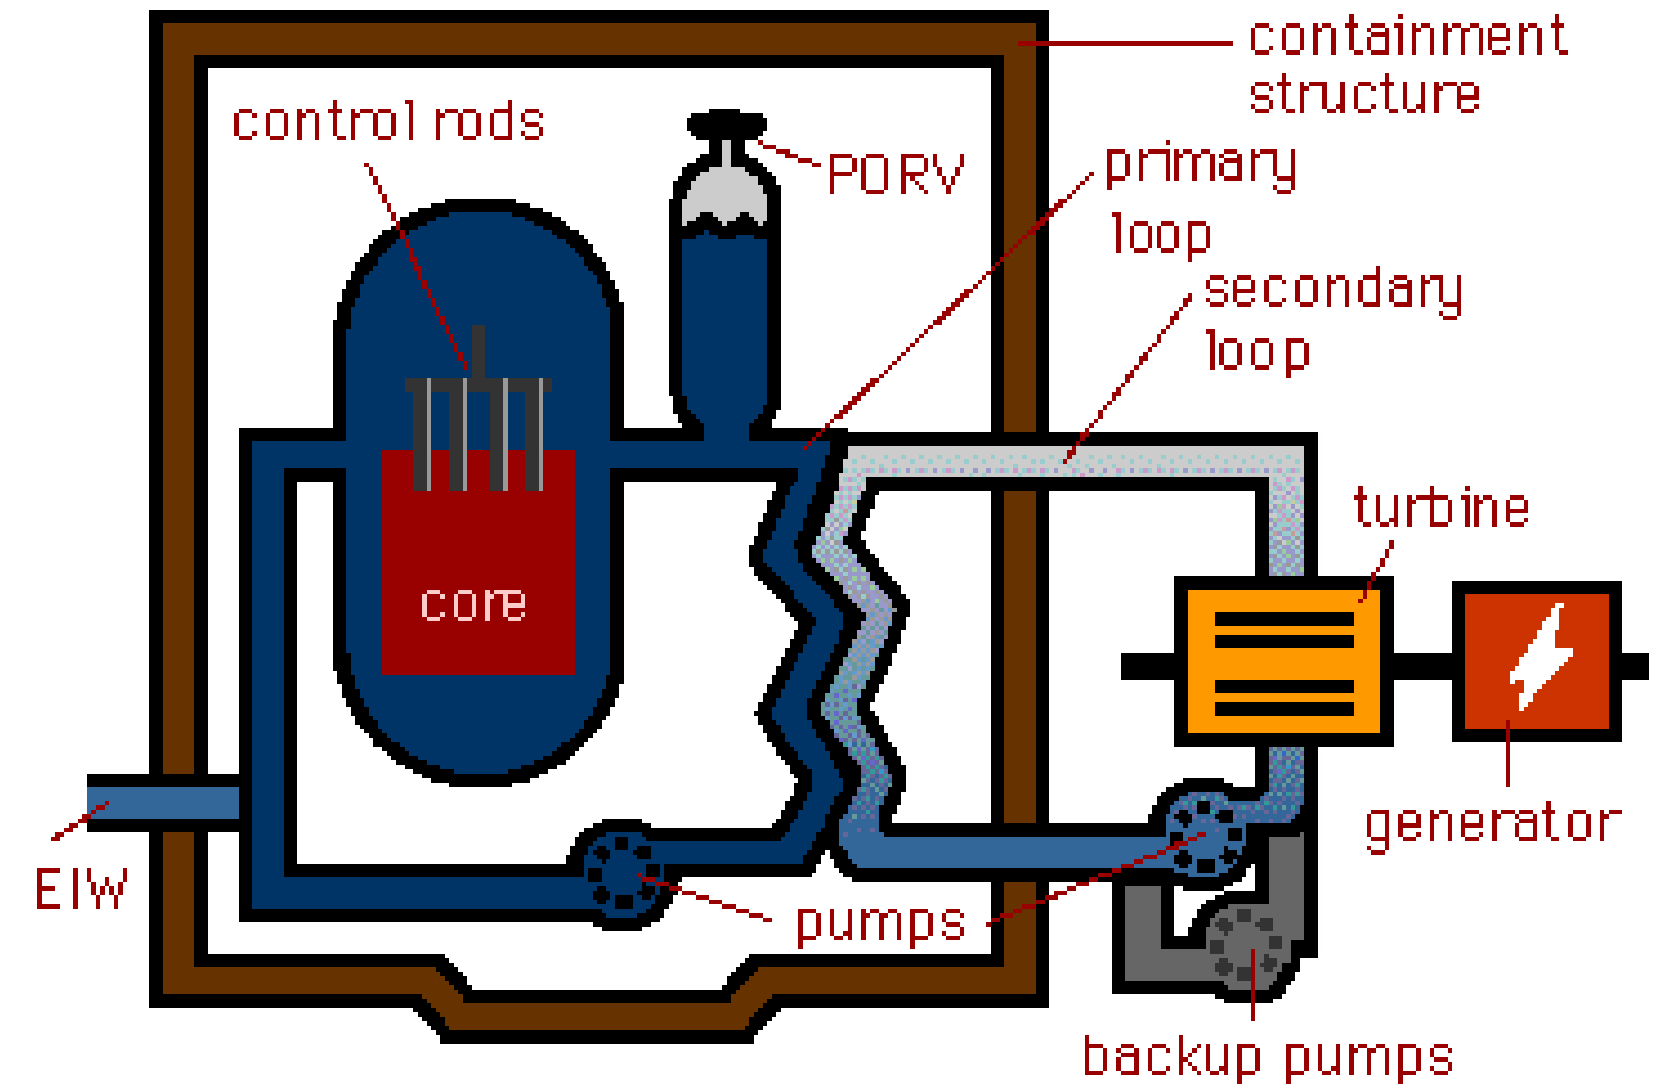 containment
structure
control rods
PORV
primary
loop
secondary
loop
turbine
core
generator
EIW
pumps
backup pumps